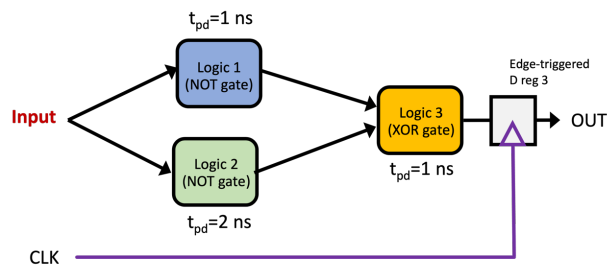 t_pd=1 ns
Logic 1
(NOT gate)
Input
Logic 2
(NOT gate)
t_pd=2 ns
Logic 3
(XOR gate)
t_pd=1 ns
Edge-triggered
D reg 3
OUT
CLK